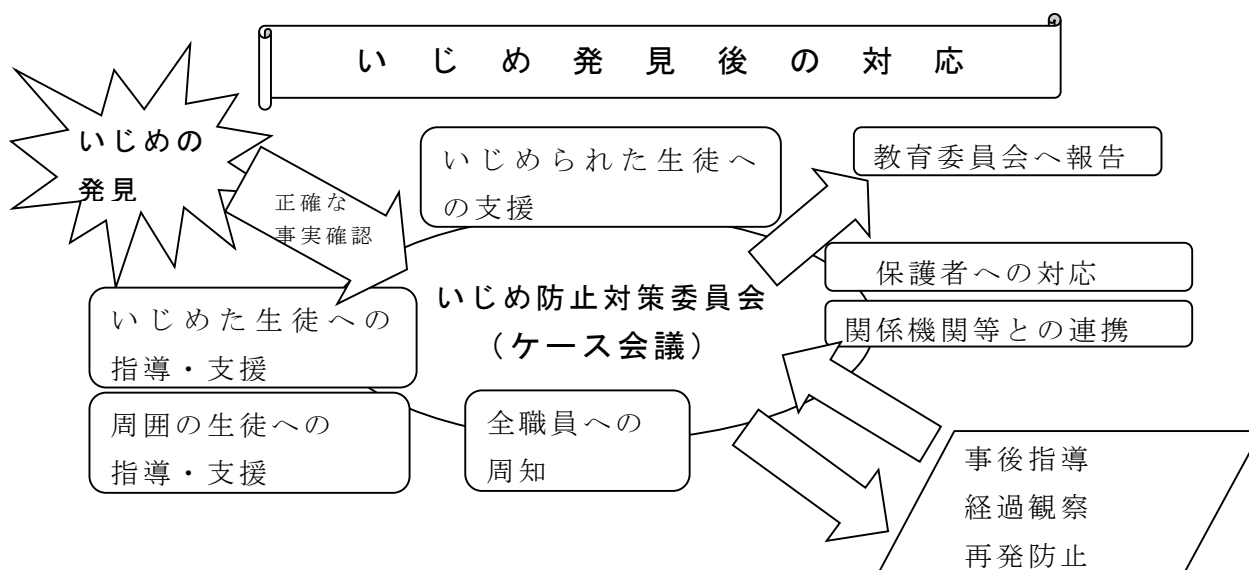 いじめ発見後の対応
いじめの
発見
正確な
事実確認
いじめられた生徒へ
の支援
教育委員会へ報告
保護者への対応
関係機関等との連携
いじめ防止対策委員会
（ケース会議）
いじめた生徒への
指導・支援
周囲の生徒への
指導・支援
全職員への
周知
事後指導
経過観察
再発防止